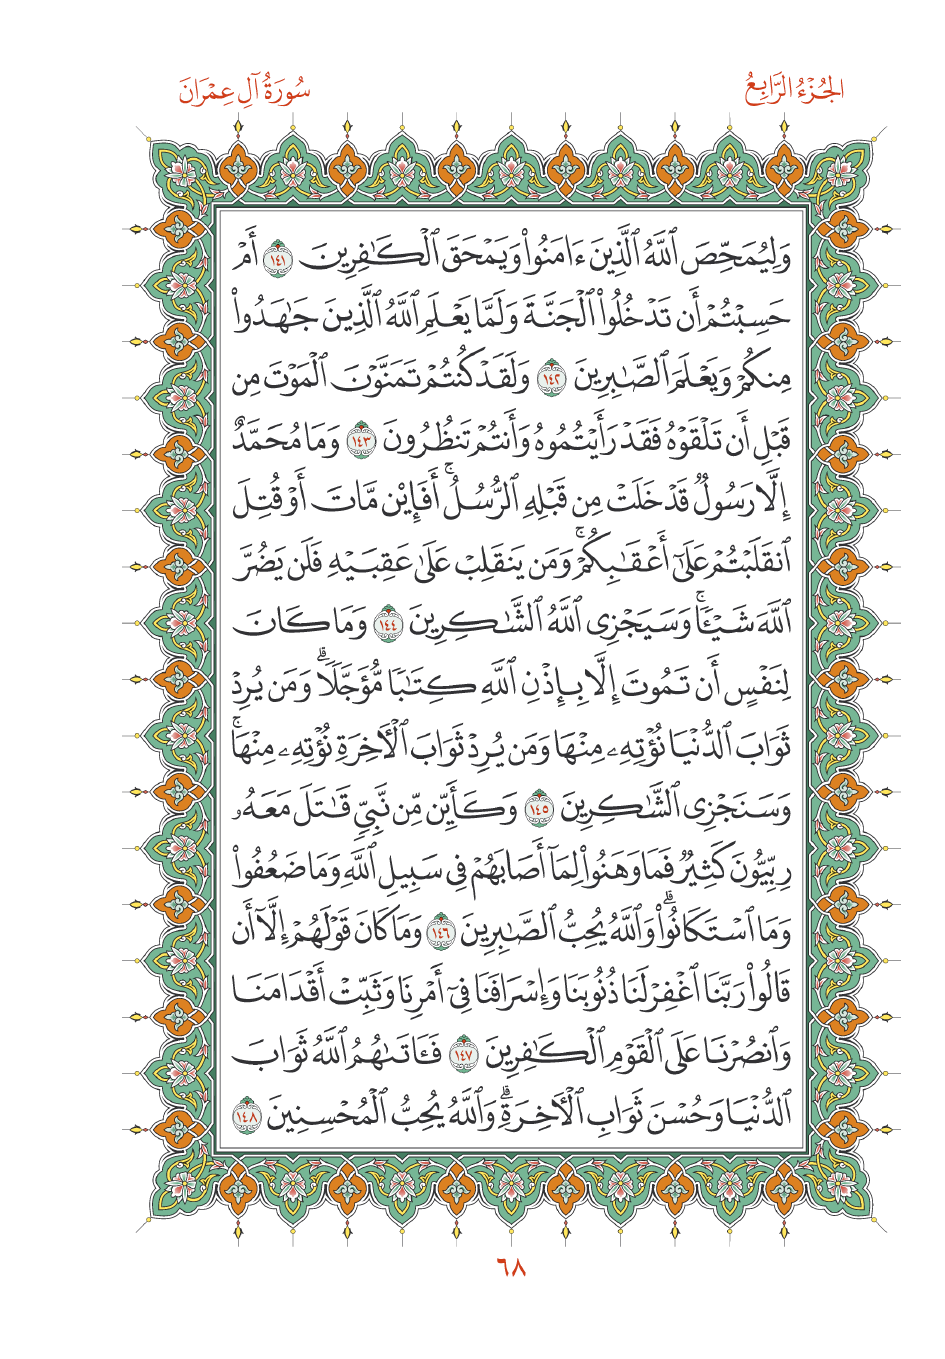 الجُزْءُ الرَّابِعُ
سُورَةُ آلِ عِمْرَانَ
وَلِيُمَحِّصَ ٱللَّهُ ٱلَّذِينَ ءَامَنُوا۟ وَيَمْحَقَ ٱلْكَـٰفِرِينَ ١٤١ أَمْ
حَسِبْتُمْ أَن تَدْخُلُوا۟ ٱلْجَنَّةَ وَلَمَّا يَعْلَمِ ٱللَّهُ ٱلَّذِينَ جَـٰهَدُوا۟
مِنكُمْ وَيَعْلَمَ ٱلصَّـٰبِرِينَ ١٤٢ وَلَقَدْ كُنتُمْ تَمَنَّوْنَ ٱلْمَوْتَ مِن
قَبْلِ أَن تَلْقَوْهُ فَقَدْ رَأَيْتُمُوهُ وَأَنتُمْ تَنظُرُونَ ١٤٣ وَمَا مُحَمَّدٌ
إِلَّا رَسُولٌ قَدْ خَلَتْ مِن قَبْلِهِ ٱلرُّسُلُ ۚ أَفَإِي۟ن مَّاتَ أَوْ قُتِلَ
ٱنقَلَبْتُمْ عَلَىٰٓ أَعْقَـٰبِكُمْ ۚ وَمَن يَنقَلِبْ عَلَىٰ عَقِبَيْهِ فَلَن يَضُرَّ
ٱللَّهَ شَيْـًٔا ۚ وَسَيَجْزِى ٱللَّهُ ٱلشَّـٰكِرِينَ ١٤٤ وَمَا كَانَ
لِنَفْسٍ أَن تَمُوتَ إِلَّا بِإِذْنِ ٱللَّهِ كِتَـٰبًا مُّؤَجَّلًا ۗ وَمَن يُرِدْ
ثَوَابَ ٱلدُّنْيَا نُؤْتِهِۦ مِنْهَا وَمَن يُرِدْ ثَوَابَ ٱلْـَٔاخِرَةِ نُؤْتِهِۦ مِنْهَا ۚ
وَسَنَجْزِى ٱلشَّـٰكِرِينَ ١٤٥ وَكَأَيِّن مِّن نَّبِىٍّ قَـٰتَلَ مَعَهُۥ
رِبِّيُّونَ كَثِيرٌ فَمَا وَهَنُوا۟ لِمَآ أَصَابَهُمْ فِى سَبِيلِ ٱللَّهِ وَمَا ضَعُفُوا۟
وَمَا ٱسْتَكَانُوا۟ ۗ وَٱللَّهُ يُحِبُّ ٱلصَّـٰبِرِينَ ١٤٦ وَمَا كَانَ قَوْلَهُمْ إِلَّآ أَن
قَالُوا۟ رَبَّنَا ٱغْفِرْ لَنَا ذُنُوبَنَا وَإِسْرَافَنَا فِىٓ أَمْرِنَا وَثَبِّتْ أَقْدَامَنَا
وَٱنصُرْنَا عَلَى ٱلْقَوْمِ ٱلْكَـٰفِرِينَ ١٤٧ فَـَٔاتَىٰهُمُ ٱللَّهُ ثَوَابَ
ٱلدُّنْيَا وَحُسْنَ ثَوَابِ ٱلْـَٔاخِرَةِ ۗ وَٱللَّهُ يُحِبُّ ٱلْمُحْسِنِينَ ١٤٨
٦٨